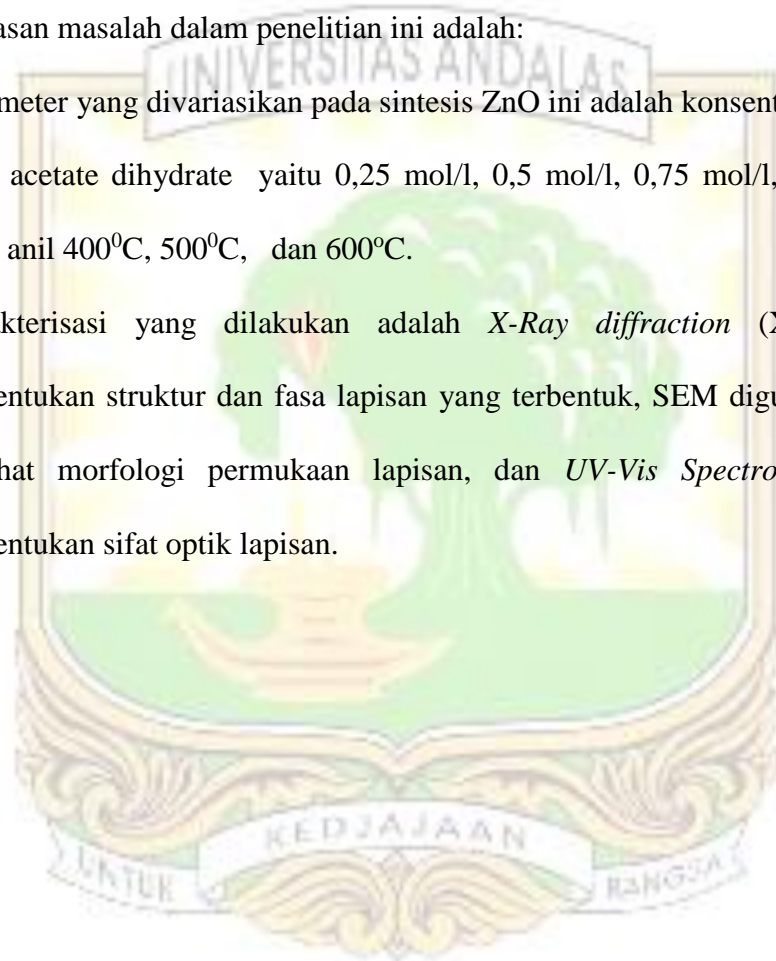 asan masalah dalam penelitian ini adalah:
UNIVERSITAS ANDALAS
meter yang divariasikan pada sintesis ZnO ini adalah konsent
acetate dihydrate yaitu 0,25 mol/l, 0,5 mol/l, 0,75 mol/l,
anil 400⁰C, 500⁰C, dan 600ºC.
akterisasi yang dilakukan adalah X-Ray diffraction (X
entukan struktur dan fasa lapisan yang terbentuk, SEM digu
hat morfologi permukaan lapisan, dan UV-Vis Spectro
entukan sifat optik lapisan.
KEDJAJAAN
UNTUK BANGSA